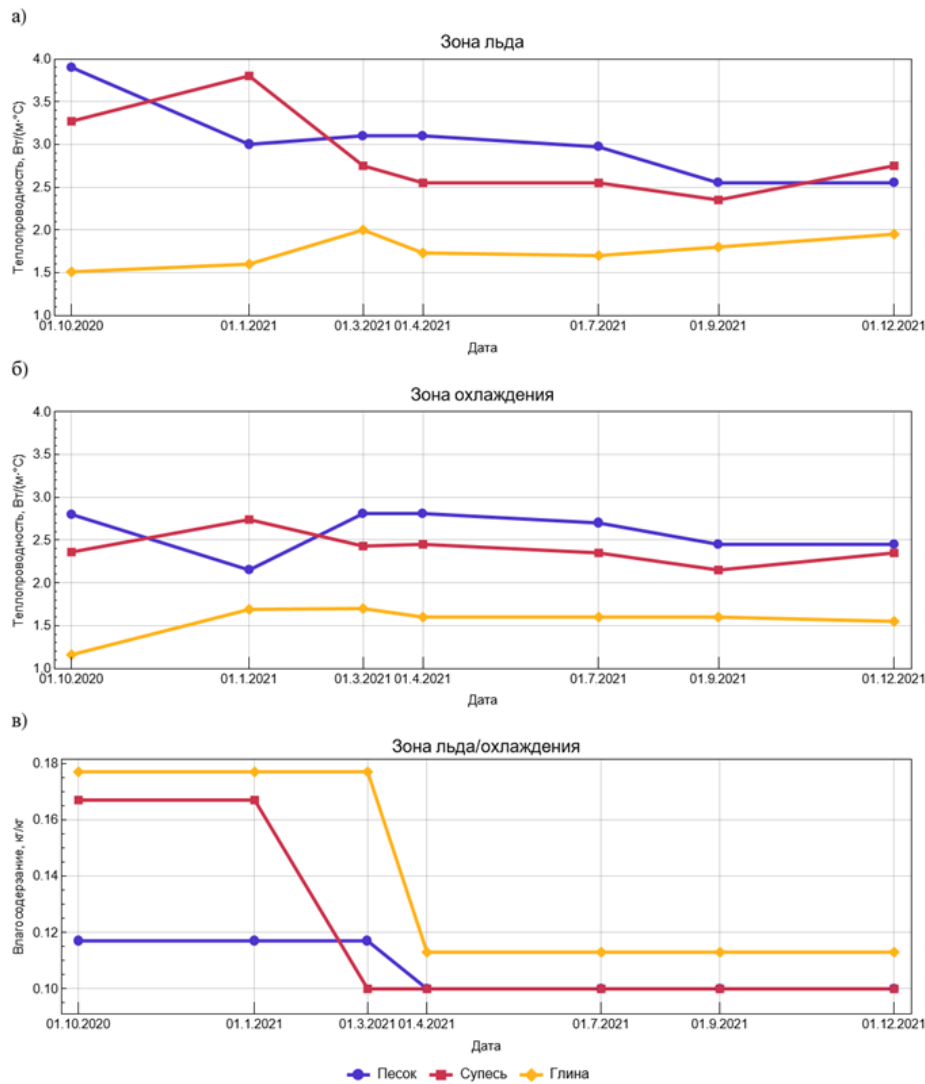 а)
Зона льда
Теплопроводность, Вт/(м·°C)
4.0
3.5
3.0
2.5
2.0
1.5
1.0
01.10.2020 01.1.2021 01.3.2021 01.4.2021 01.7.2021 01.9.2021 01.12.2021
Дата
б)
Зона охлаждения
Теплопроводность, Вт/(м·°C)
4.0
3.5
3.0
2.5
2.0
1.5
1.0
01.10.2020 01.1.2021 01.3.2021 01.4.2021 01.7.2021 01.9.2021 01.12.2021
Дата
в)
Зона льда/охлаждения
Влагосодерзание, кг/кг
0.18
0.16
0.14
0.12
0.10
01.10.2020 01.1.2021 01.3.2021 01.4.2021 01.7.2021 01.9.2021 01.12.2021
Дата
Песок Супесь Глина